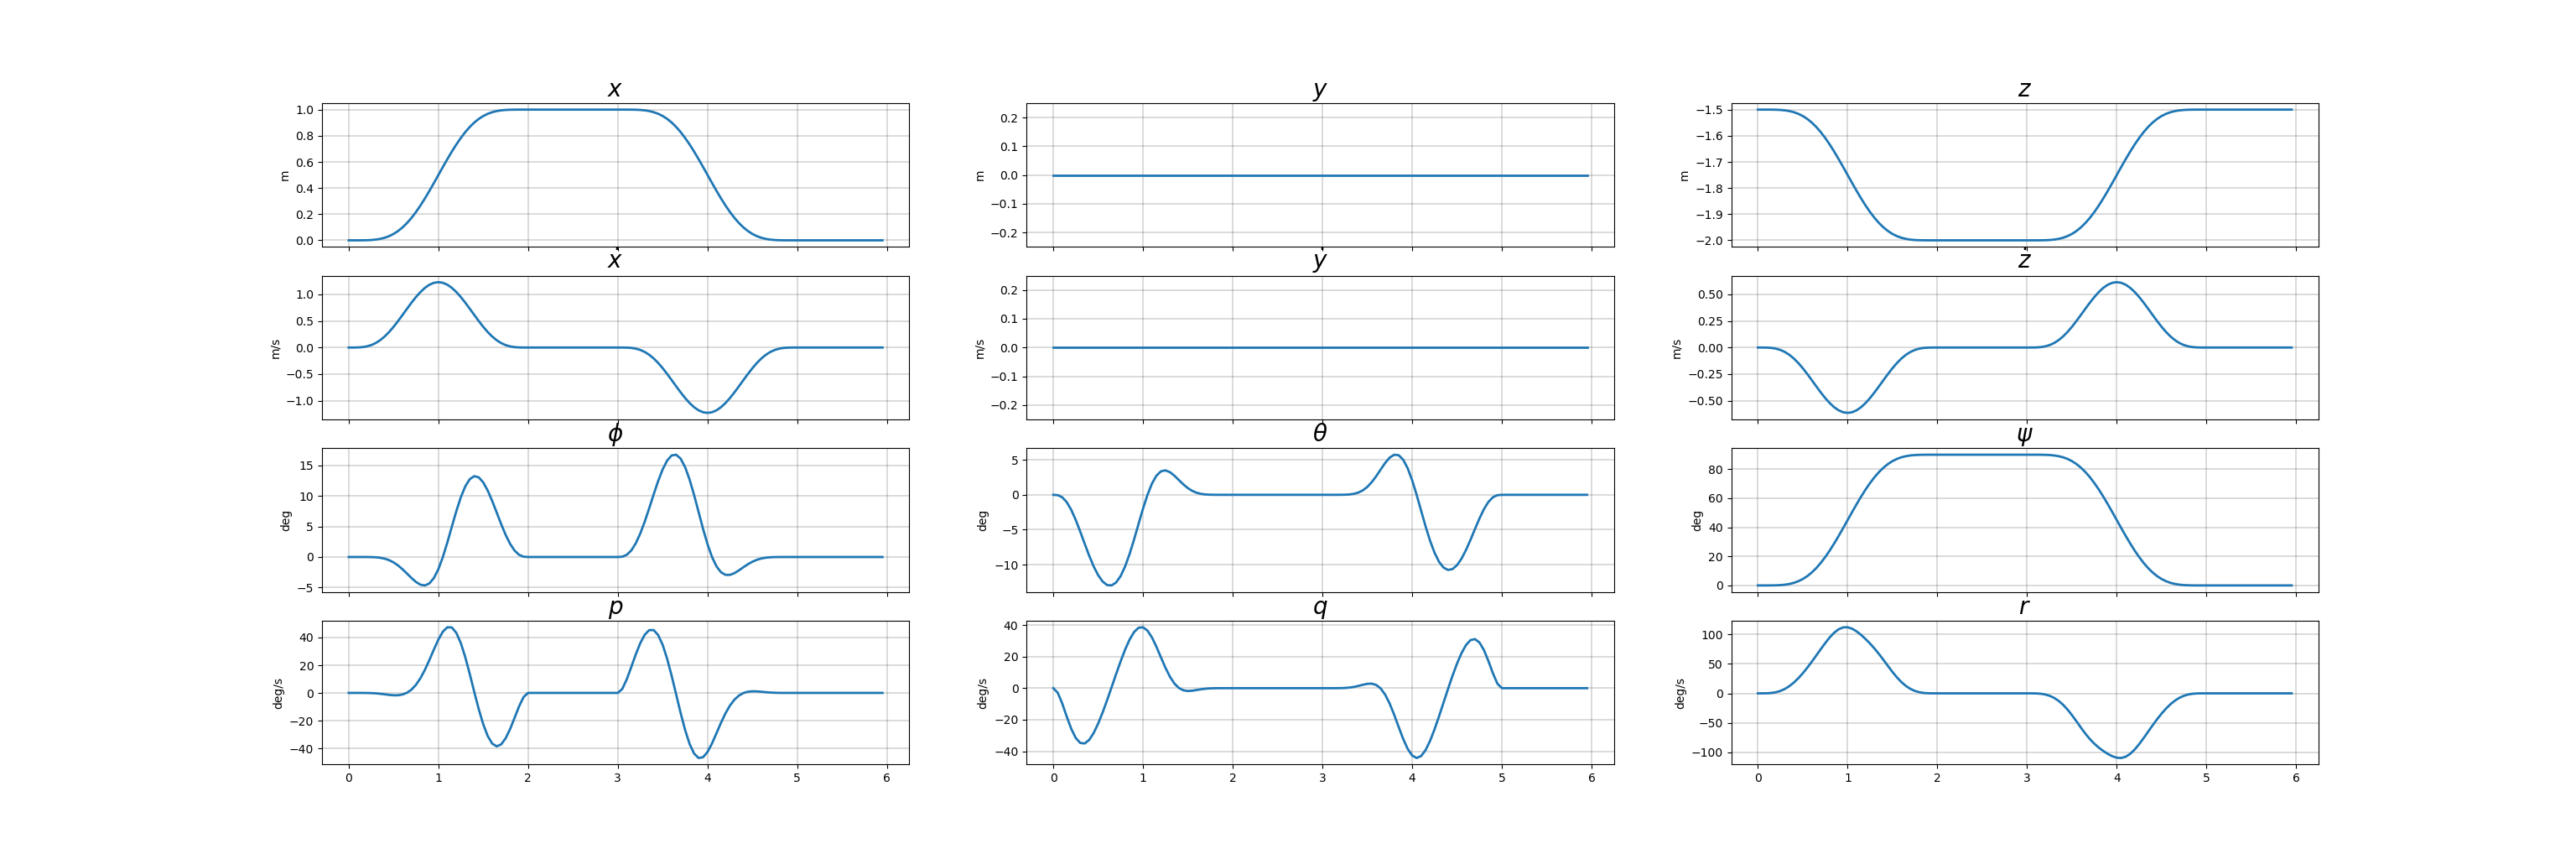 x y z
1.0 0.2 −1.5
0.8 0.1 −1.6
0.6 0.0 −1.7
0.4 −0.1 −1.8
0.2 −0.2 −1.9
0.0 −2.0
m m m
ẋ ẏ ż
1.0 0.2 0.50
0.5 0.1 0.25
0.0 0.0 0.00
−0.5 −0.1 −0.25
−1.0 −0.2 −0.50
m/s m/s m/s
ϕ θ ψ
15 5 80
10 0 60
5 −5 40
0 −10 20
−5 0
deg deg deg
p q r
40 40 100
20 20 50
0 0 0
−20 −20 −50
−40 −40 −100
deg/s deg/s deg/s
0 1 2 3 4 5 6 0 1 2 3 4 5 6 0 1 2 3 4 5 6